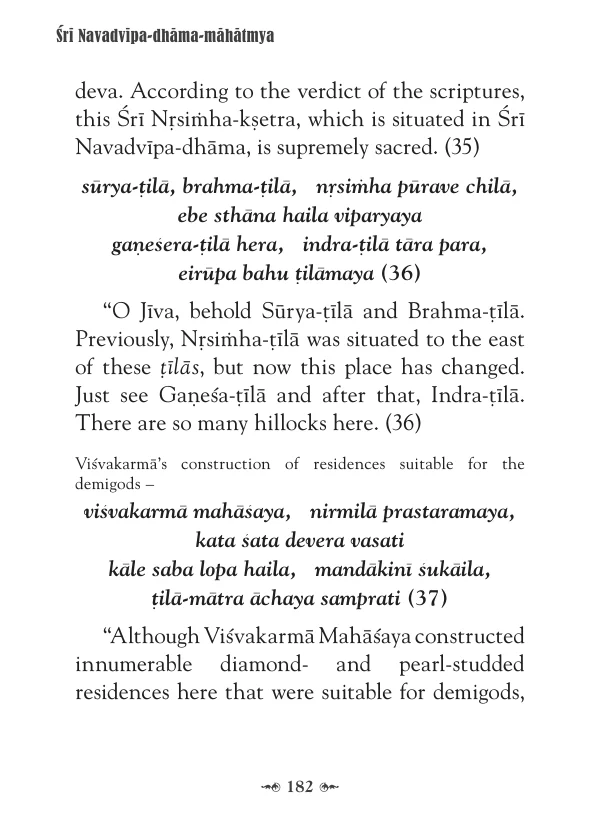 Śrī Navadvīpa-dhāma-māhātmya
deva. According to the verdict of the scriptures,
this Śrī Nṛsiṁha-kṣetra, which is situated in Śrī
Navadvīpa-dhāma, is supremely sacred. (35)
sūrya-ṭilā, brahma-ṭilā, nṛsiṁha pūrave chilā,
ebe sthāna haila viparyaya
gaṇeśera-ṭilā hera, indra-ṭilā tāra para,
eirūpa bahu ṭilāmaya (36)
“O Jīva, behold Sūrya-ṭīlā and Brahma-ṭīlā.
Previously, Nṛsiṁha-ṭīlā was situated to the east
of these ṭīlās, but now this place has changed.
Just see Gaṇeśa-ṭīlā and after that, Indra-ṭīlā.
There are so many hillocks here. (36)
Viśvakarmā’s construction of residences suitable for the
demigods –
viśvakarmā mahāśaya, nirmilā prastaramaya,
kata śata devera vasati
kāle saba lopa haila, mandākinī śukāila,
ṭilā-mātra āchaya samprati (37)
“Although Viśvakarmā Mahāśaya constructed
innumerable diamond- and pearl-studded
residences here that were suitable for demigods,
182